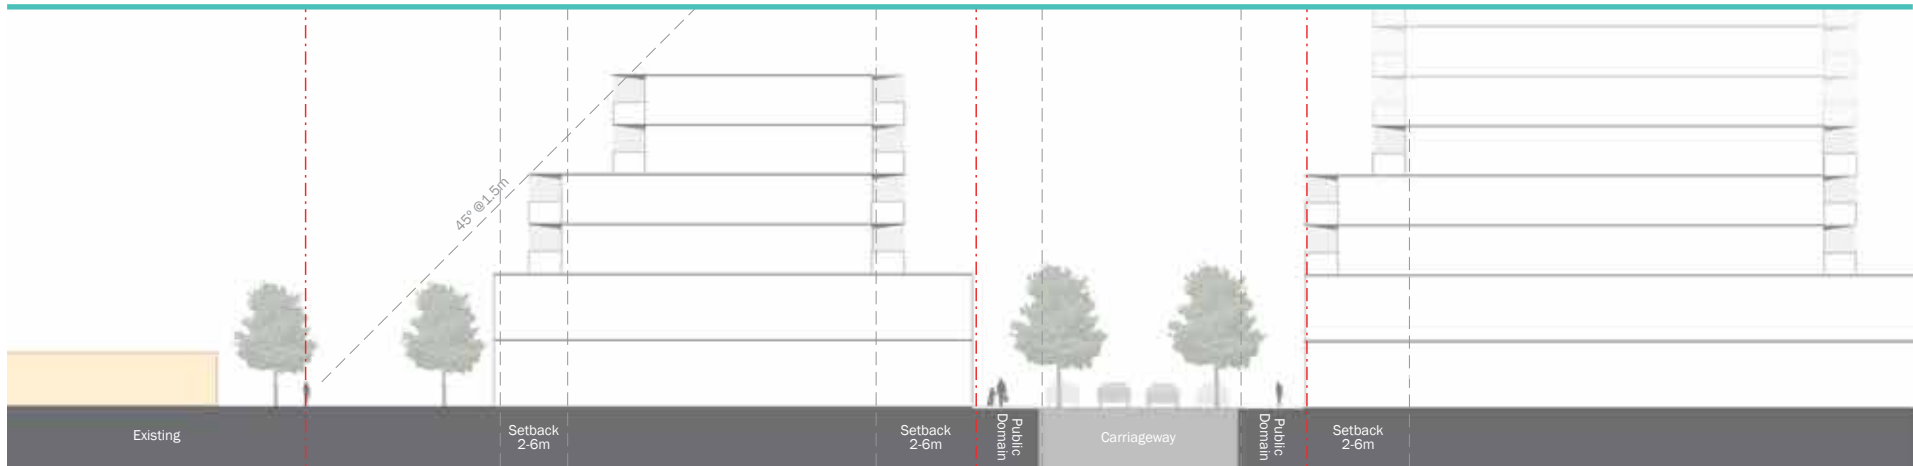 45° @1.5m
Existing
Setback
2-6m
Setback
2-6m
Public
Domain
Carriageway
Public
Domain
Setback
2-6m